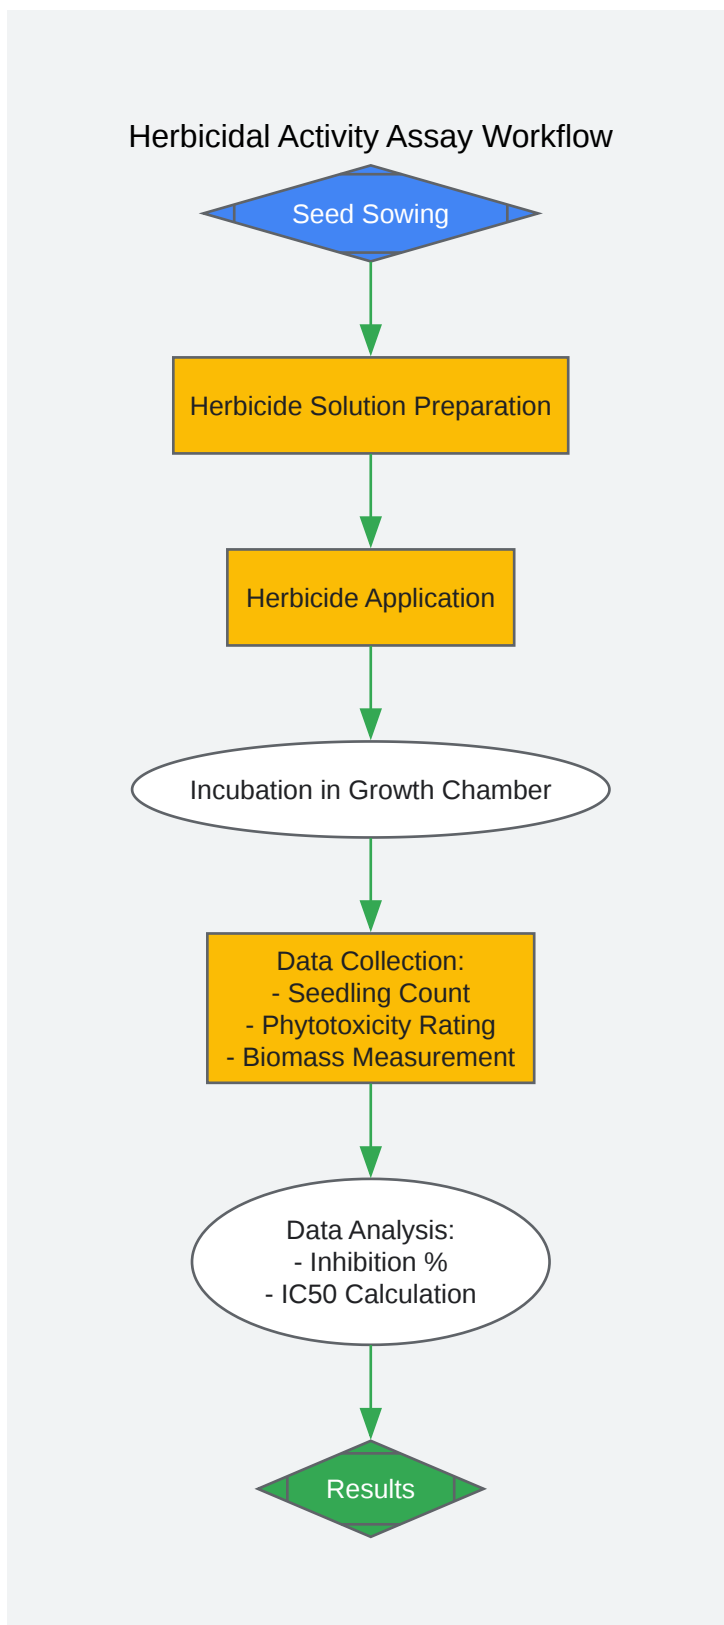 Herbicidal Activity Assay Workflow
Seed Sowing
Herbicide Solution Preparation
Herbicide Application
Incubation in Growth Chamber
Data Collection:
- Seedling Count
- Phytotoxicity Rating
- Biomass Measurement
Data Analysis:
- Inhibition %
- IC50 Calculation
Results